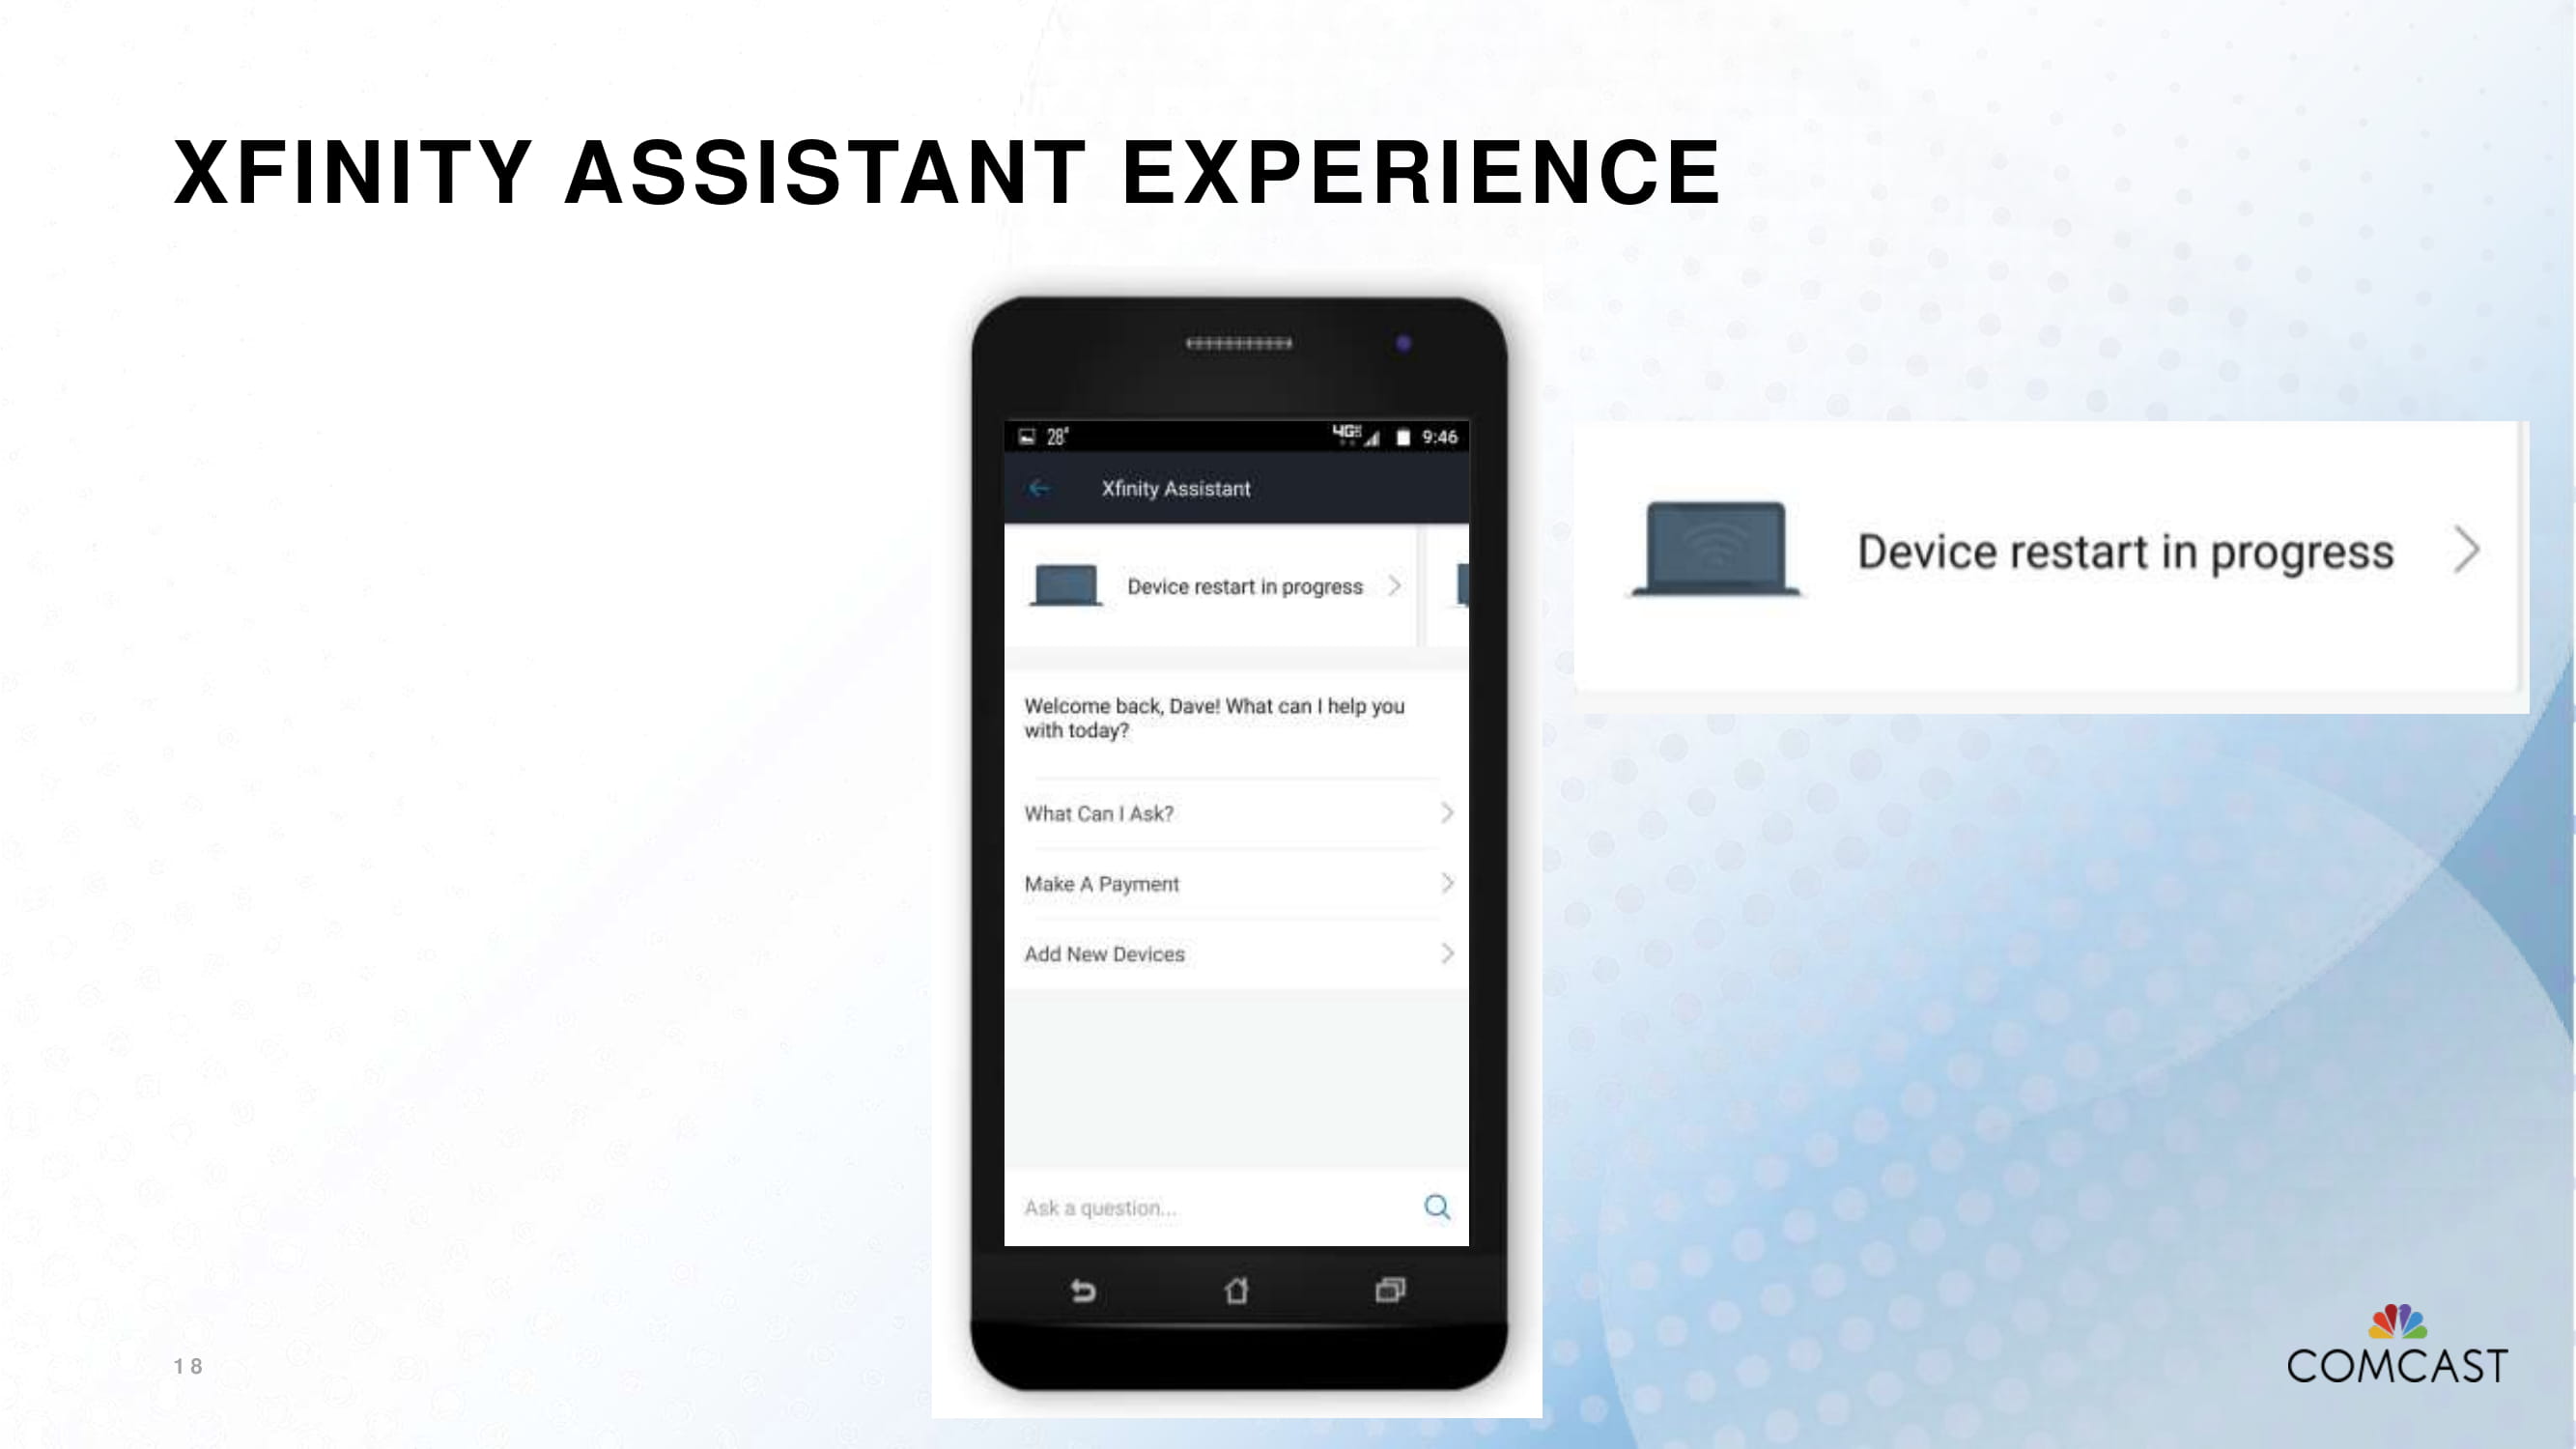 XFINITY ASSISTANT EXPERIENCE
28°
4G
9:46
Xfinity Assistant
Device restart in progress
Welcome back, Dave! What can I help you
with today?
What Can I Ask?
Make A Payment
Add New Devices
Ask a question...
Device restart in progress
18
COMCAST